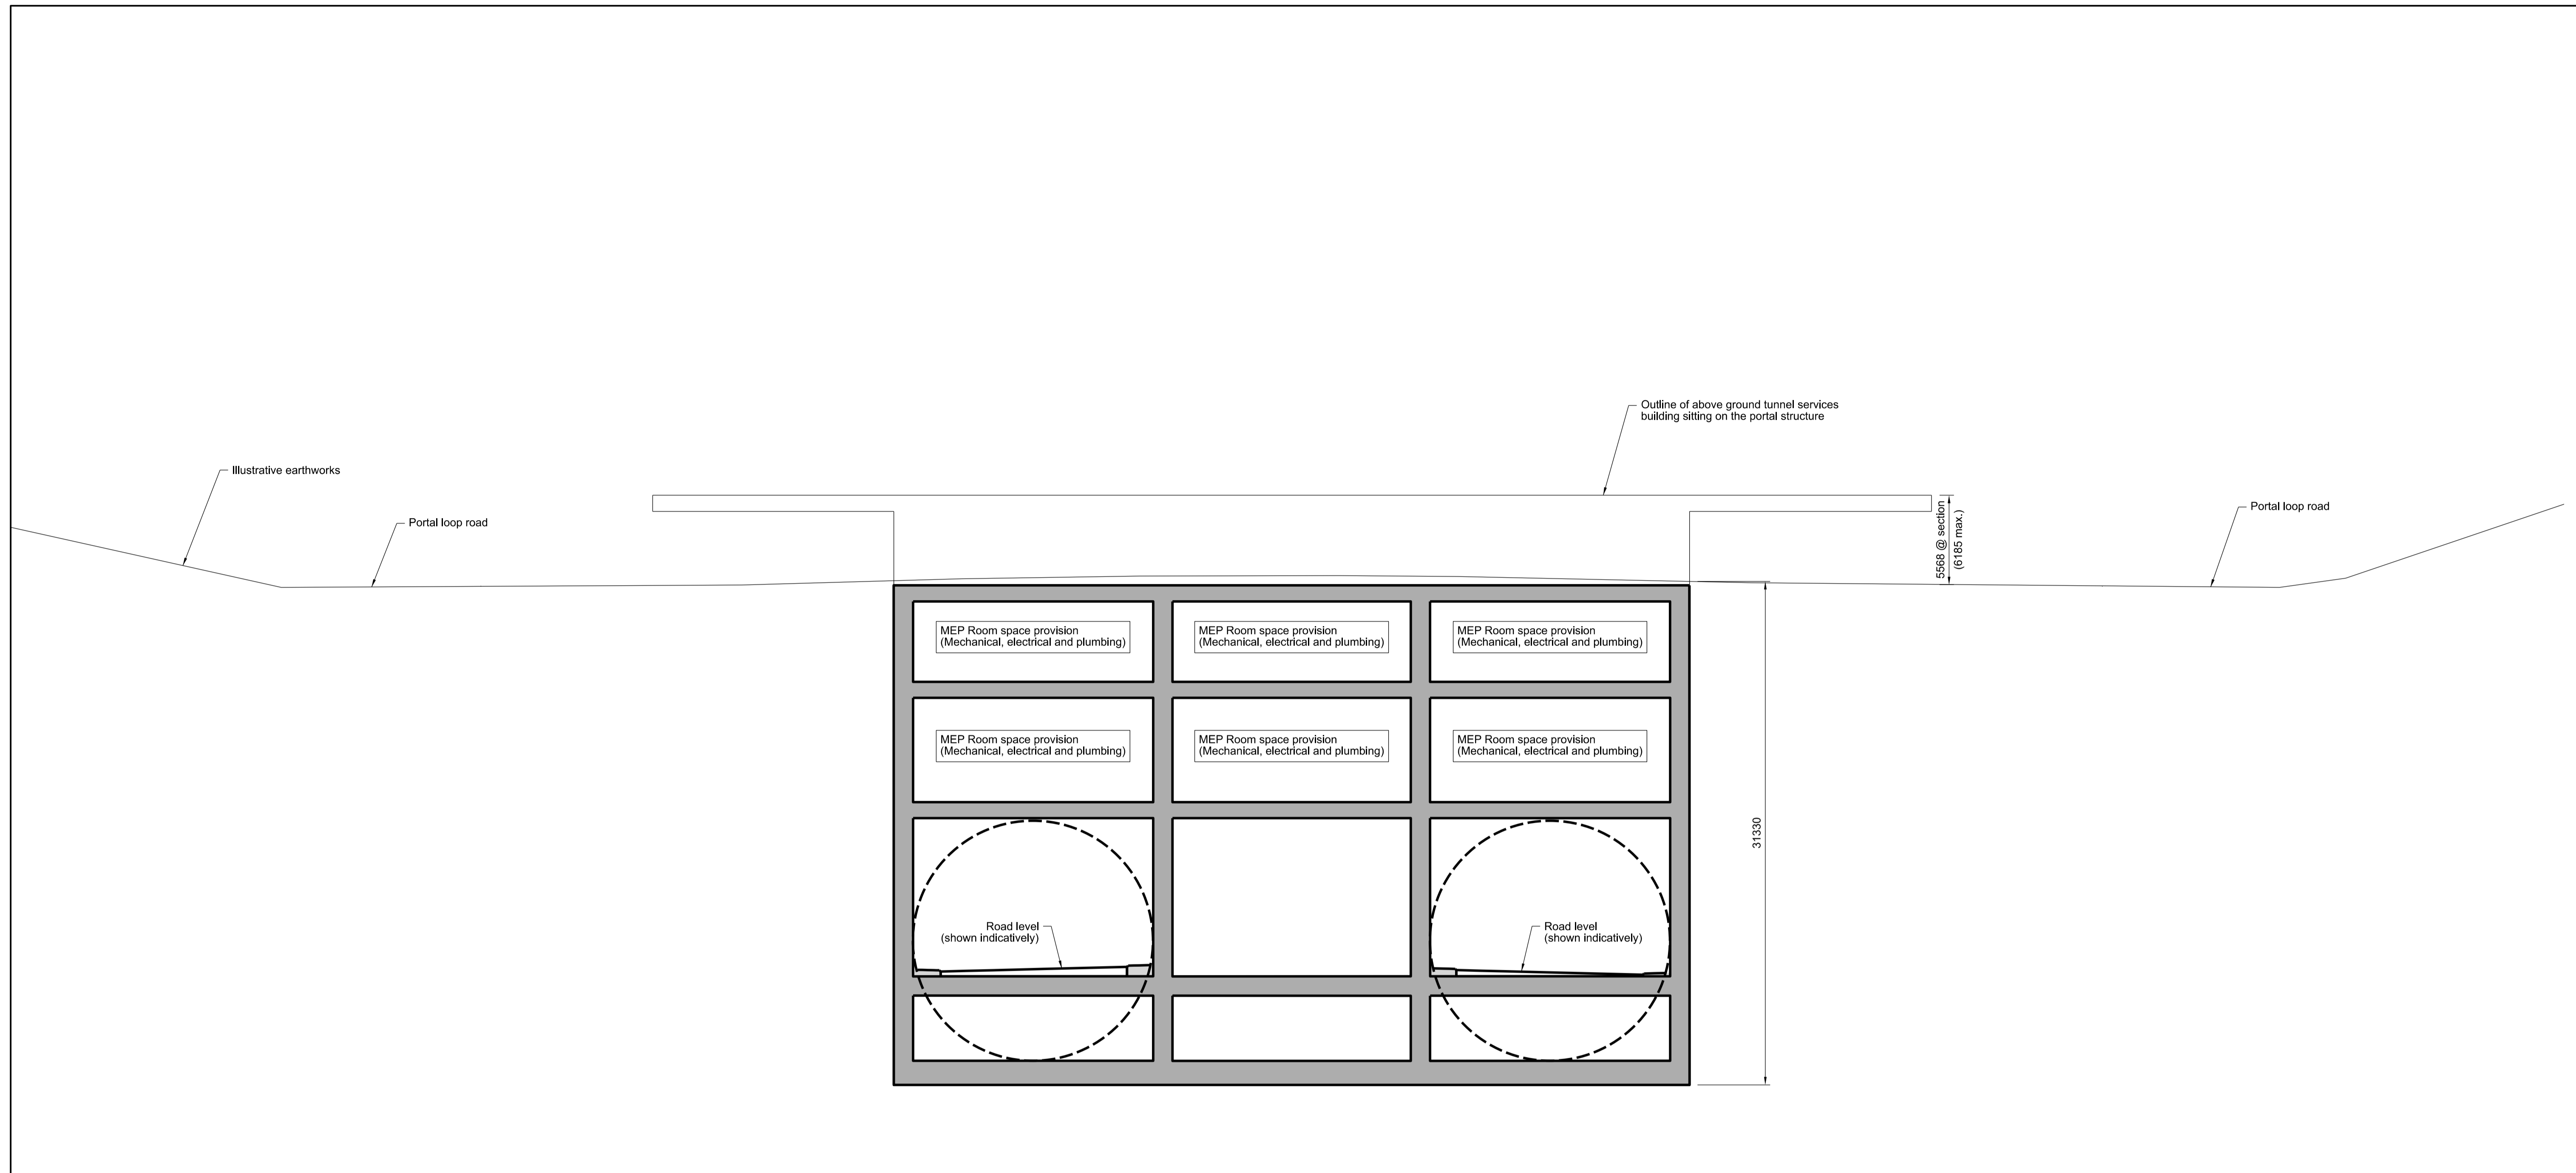 Outline of above ground tunnel services
building sitting on the portal structure
Illustrative earthworks
Portal loop road
Portal loop road
5568 @ section
(6185 max.)
MEP Room space provision
(Mechanical, electrical and plumbing)
MEP Room space provision
(Mechanical, electrical and plumbing)
MEP Room space provision
(Mechanical, electrical and plumbing)
MEP Room space provision
(Mechanical, electrical and plumbing)
MEP Room space provision
(Mechanical, electrical and plumbing)
MEP Room space provision
(Mechanical, electrical and plumbing)
31330
Road level
(shown indicatively)
Road level
(shown indicatively)